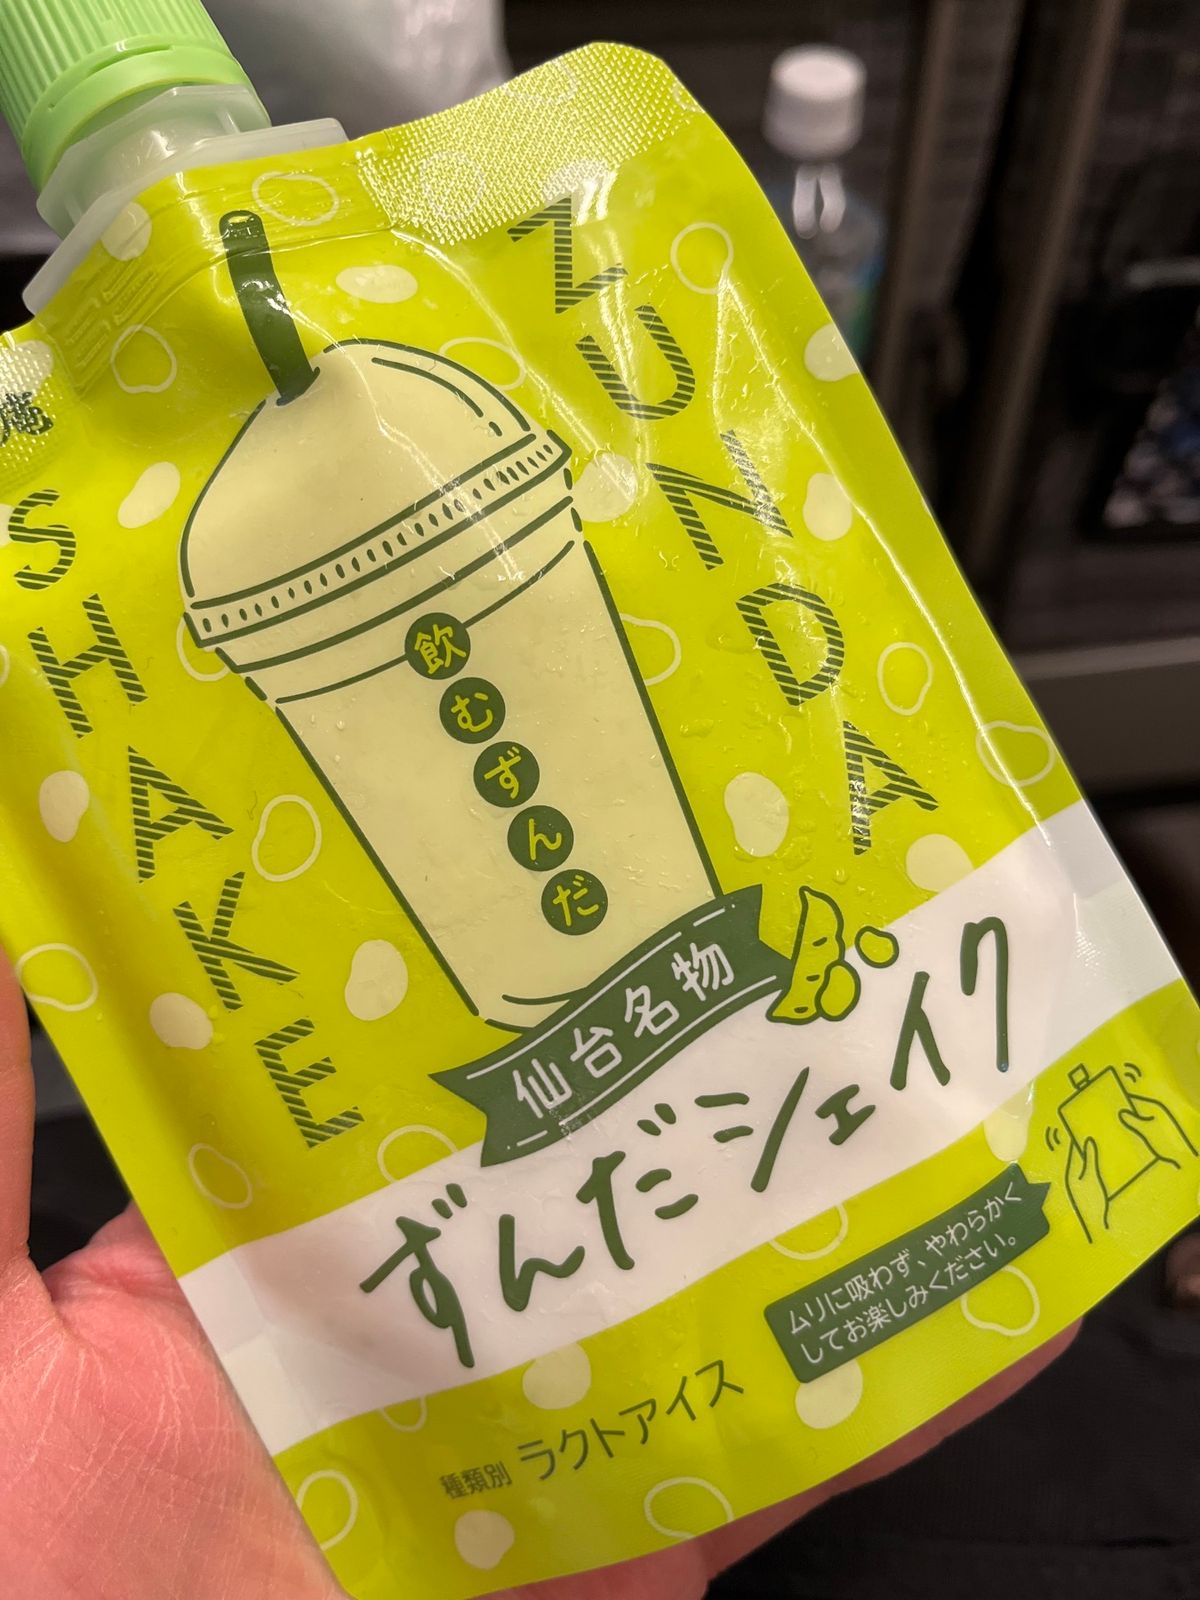 庵
ZUNDA
SHAKE
飲むずんだ
仙台名物
ずんだシェイク
ムリに吸わず、やわらかく
してお楽しみください。
種類別 ラクトアイス